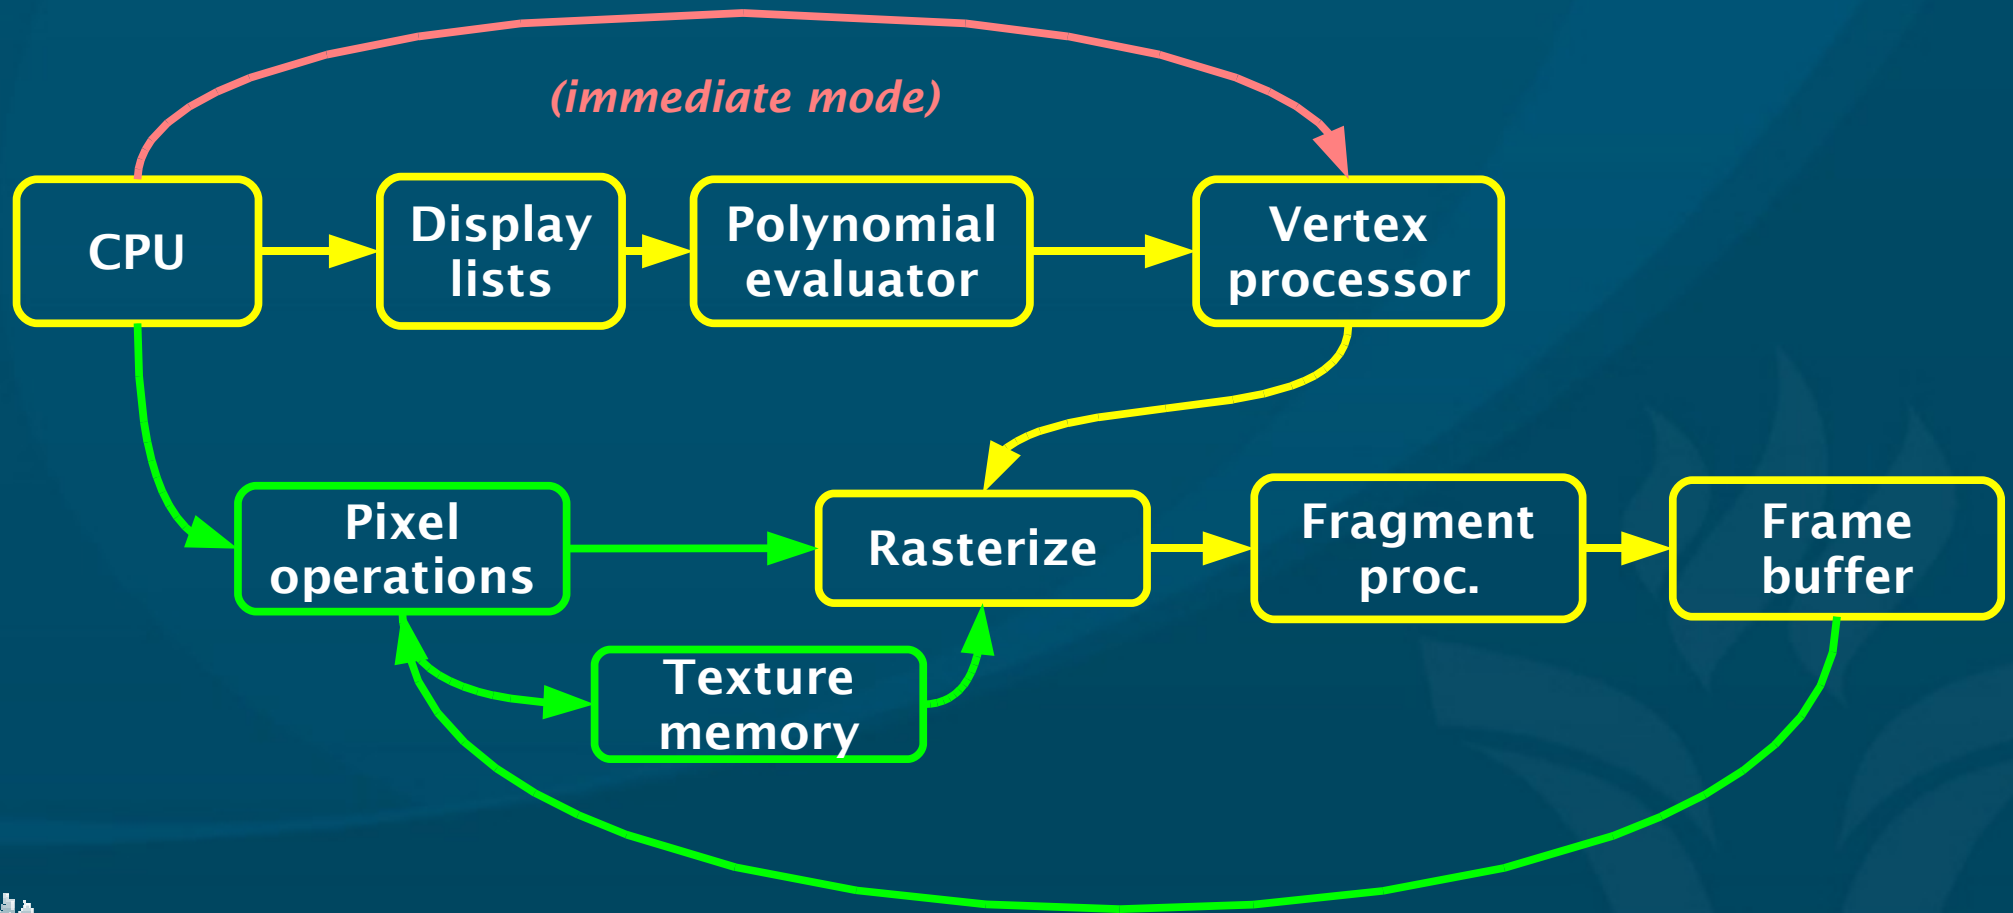 (immediate mode)
CPU
Display
lists
Polynomial
evaluator
Vertex
processor
Pixel
operations
Rasterize
Fragment
proc.
Frame
buffer
Texture
memory